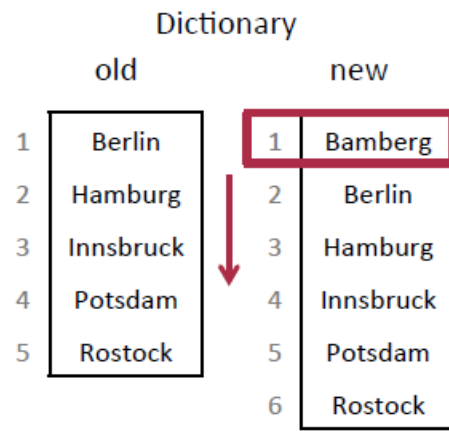 Dictionary
old new
1 Berlin 1 Bamberg
2 Hamburg 2 Berlin
3 Innsbruck 3 Hamburg
4 Potsdam 4 Innsbruck
5 Rostock 5 Potsdam
6 Rostock